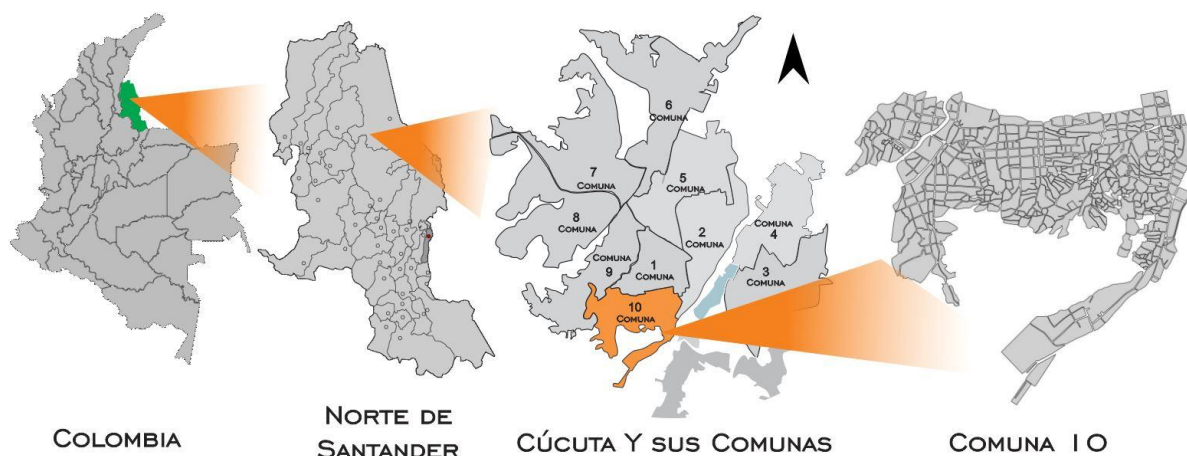 6
COMUNA
7
COMUNA
5
COMUNA
8
COMUNA
2
COMUNA
COMUNA
4
COMUNA
9
1
COMUNA
3
COMUNA
10
COMUNA
COLOMBIA
NORTE DE
SANTANDER
CÚCUTA Y SUS COMUNAS
COMUNA 10